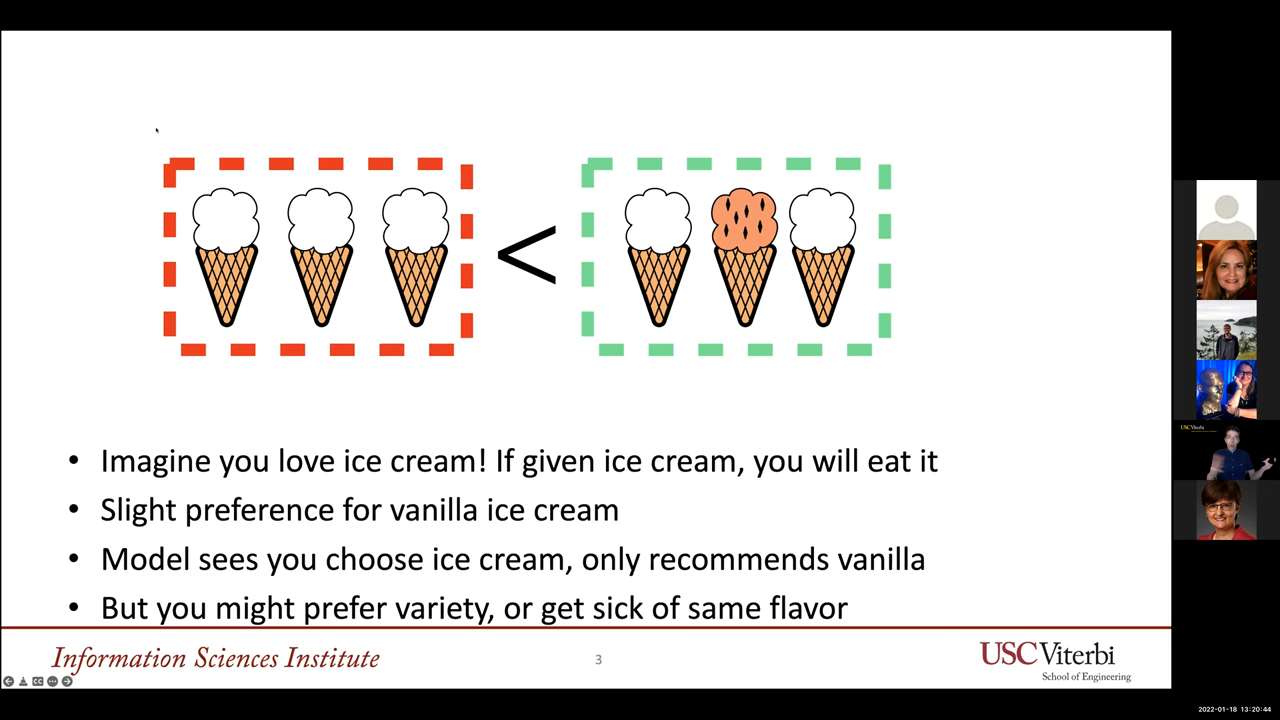 <
• Imagine you love ice cream! If given ice cream, you will eat it
• Slight preference for vanilla ice cream
• Model sees you choose ice cream, only recommends vanilla
• But you might prefer variety, or get sick of same flavor
Information Sciences Institute
3
USC Viterbi
School of Engineering
USC Viterbi
2022-01-18 13:20:44